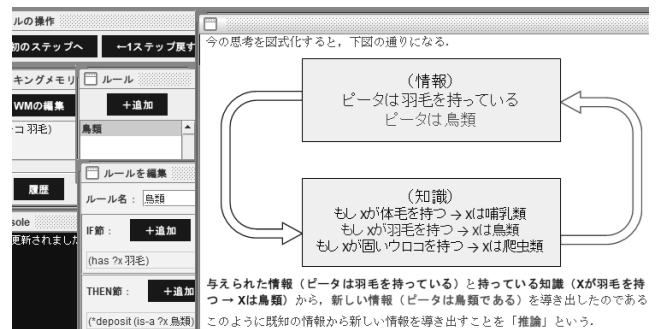 ルの操作
初のステップへ
←1ステップ戻す
キングメモリ
WMの編集
コ 羽毛)
履歴
sole
更新されました
ルール
＋追加
鳥類
ルールを編集
ルール名： 鳥類
IF節： ＋追加
(has ?x 羽毛)
THEN節： ＋追加
(*deposit (is-a ?x 鳥類)
今の思考を図式化すると，下図の通りになる．
（情報）
ピータは羽毛を持っている
ピータは鳥類
（知識）
もし xが体毛を持つ → xは哺乳類
もし xが羽毛を持つ → xは鳥類
もし xが固いウロコを持つ → xは爬虫類
与えられた情報（ピータは羽毛を持っている）と持っている知識（Xが羽毛を持
つ → Xは鳥類）から，新しい情報（ピータは鳥類である）を導き出したのである
このように既知の情報から新しい情報を導き出すことを「推論」という．